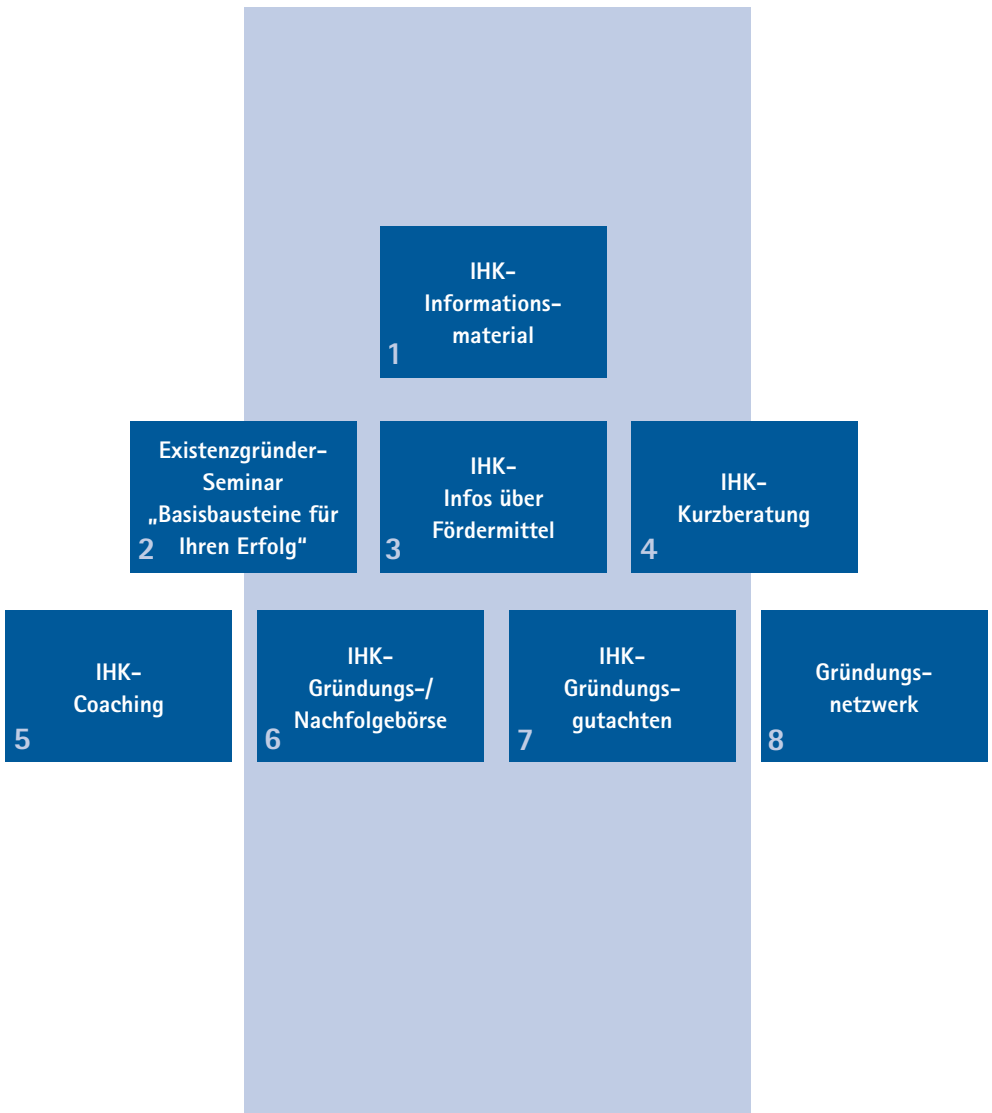 IHK-
Informations-
material
1
Existenzgründer-
Seminar
„Basisbausteine für
Ihren Erfolg“
2
IHK-
Infos über
Fördermittel
3
IHK-
Kurzberatung
4
IHK-
Coaching
5
IHK-
Gründungs-/
Nachfolgebörse
6
IHK-
Gründungs-
gutachten
7
Gründungs-
netzwerk
8